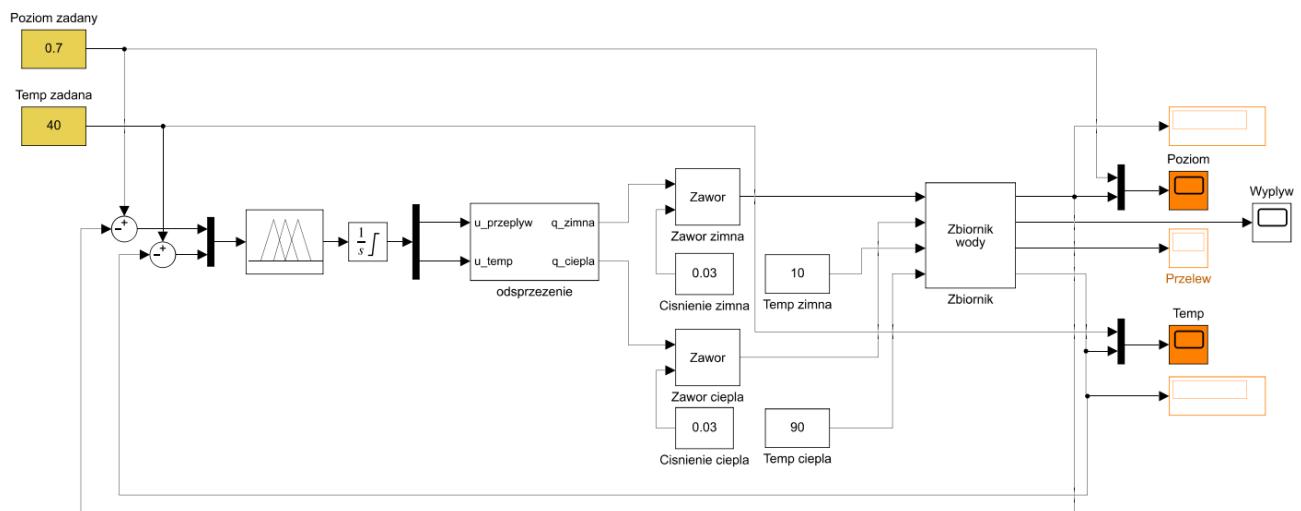 Poziom zadany
0.7
Temp zadana
40
Poziom
Wyplyw
Zawor
Zawor zimna
u_przeplyw
q_zimna
u_temp
q_ciepla
odsprzezenie
1
s
0.03
Cisnienie zimna
10
Temp zimna
Zbiornik
wody
Zbiornik
Przelew
Temp
Zawor
Zawor ciepla
0.03
Cisnienie ciepla
90
Temp ciepla